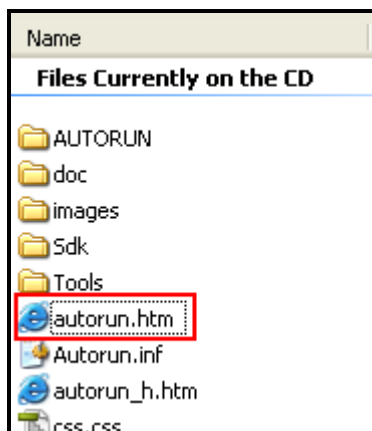 Name
Files Currently on the CD
AUTORUN
doc
images
Sdk
Tools
autorun.htm
Autorun.inf
autorun_h.htm
css.css